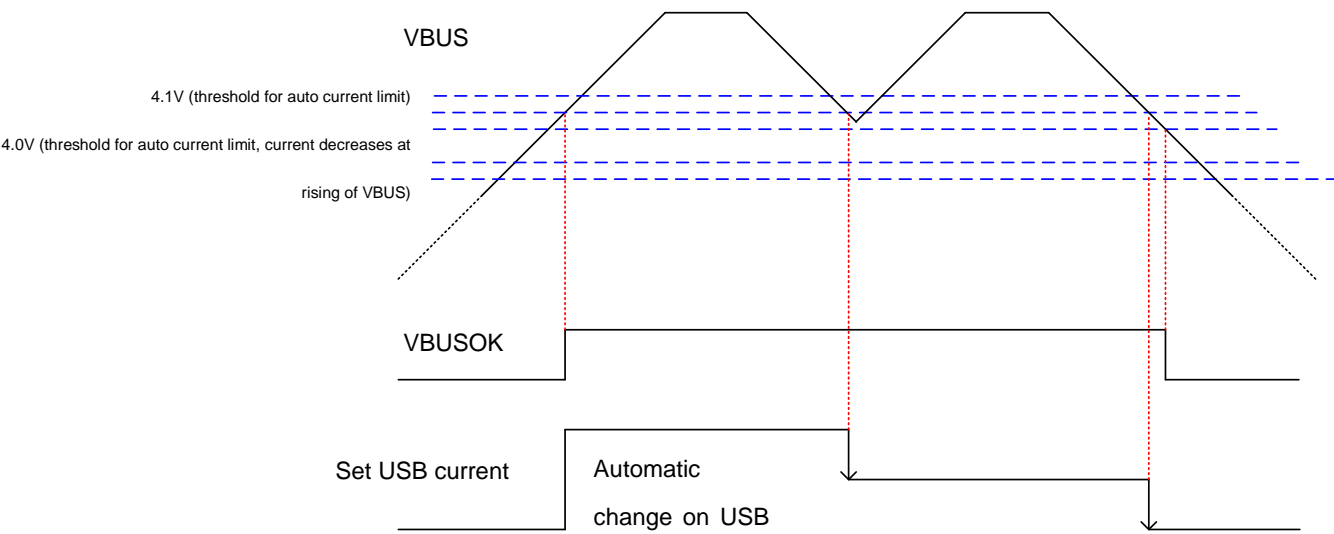 VBUS
4.1V (threshold for auto current limit)
4.0V (threshold for auto current limit, current decreases at
rising of VBUS)
VBUSOK
Set USB current
Automatic
change on USB